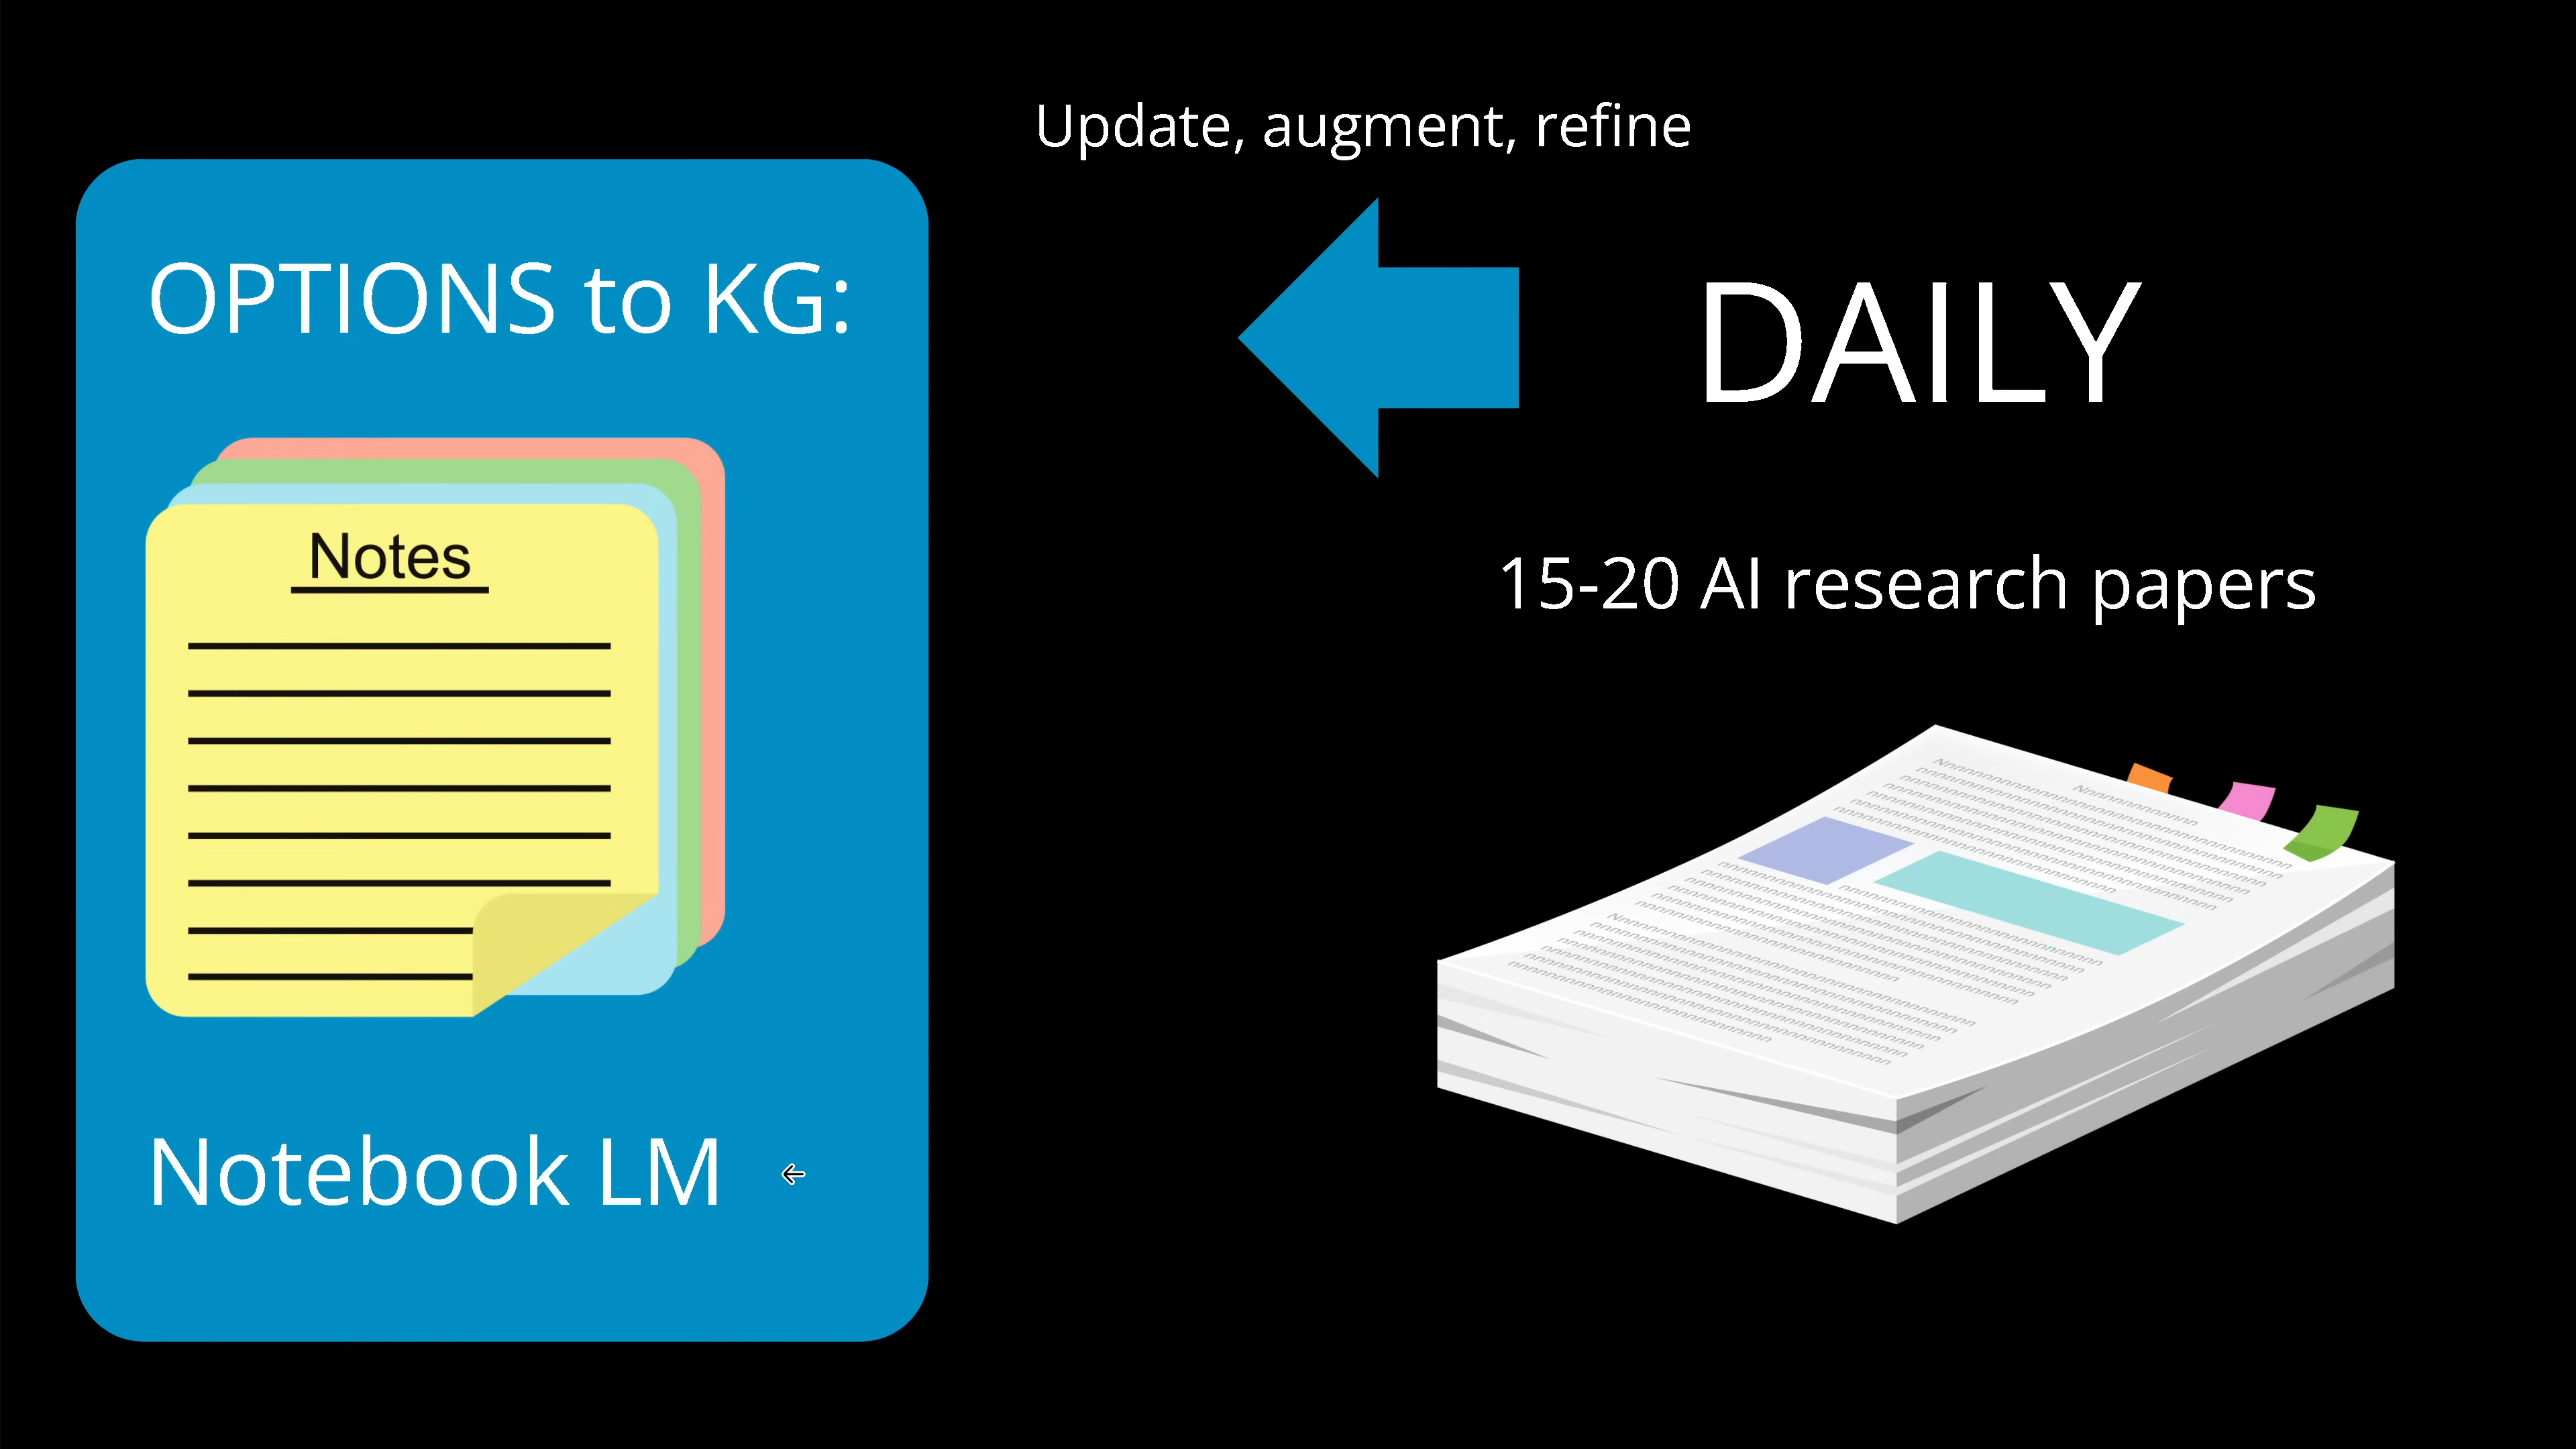 Update, augment, refine
OPTIONS to KG:
DAILY
Notes
15-20 AI research papers
Notebook LM